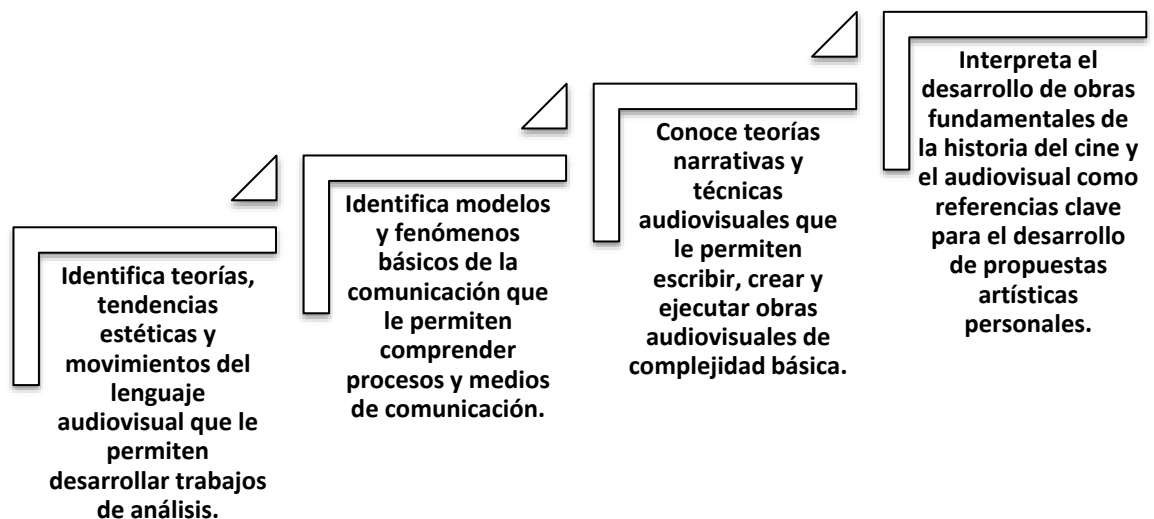 Identifica teorías,
tendencias
estéticas y
movimientos del
lenguaje
audiovisual que le
permiten
desarrollar trabajos
de análisis.
Identifica modelos
y fenómenos
básicos de la
comunicación que
le permiten
comprender
procesos y medios
de comunicación.
Conoce teorías
narrativas y
técnicas
audiovisuales que
le permiten
escribir, crear y
ejecutar obras
audiovisuales de
complejidad básica.
Interpreta el
desarrollo de obras
fundamentales de
la historia del cine y
el audiovisual como
referencias clave
para el desarrollo
de propuestas
artísticas
personales.